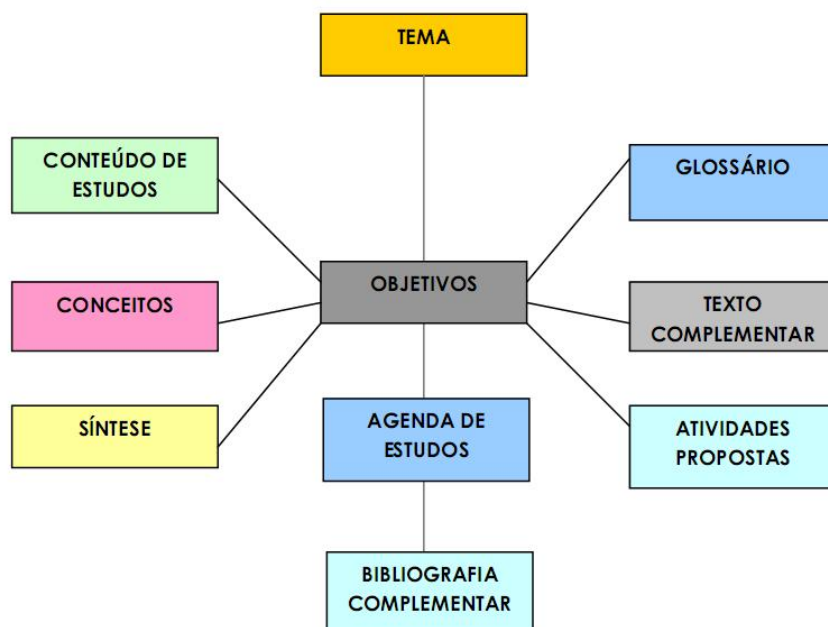 TEMA
CONTEÚDO DE
ESTUDOS
GLOSSÁRIO
OBJETIVOS
CONCEITOS
TEXTO
COMPLEMENTAR
SÍNTESE
AGENDA DE
ESTUDOS
ATIVIDADES
PROPOSTAS
BIBLIOGRAFIA
COMPLEMENTAR